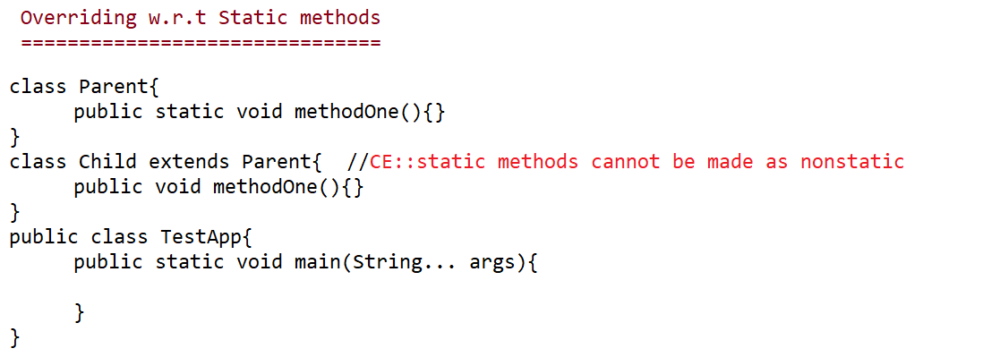 Overriding w.r.t Static methods
===============================
class Parent{
public static void methodOne(){}
}
class Child extends Parent{  //CE::static methods cannot be made as nonstatic
public void methodOne(){}
}
public class TestApp{
public static void main(String... args){
}
}